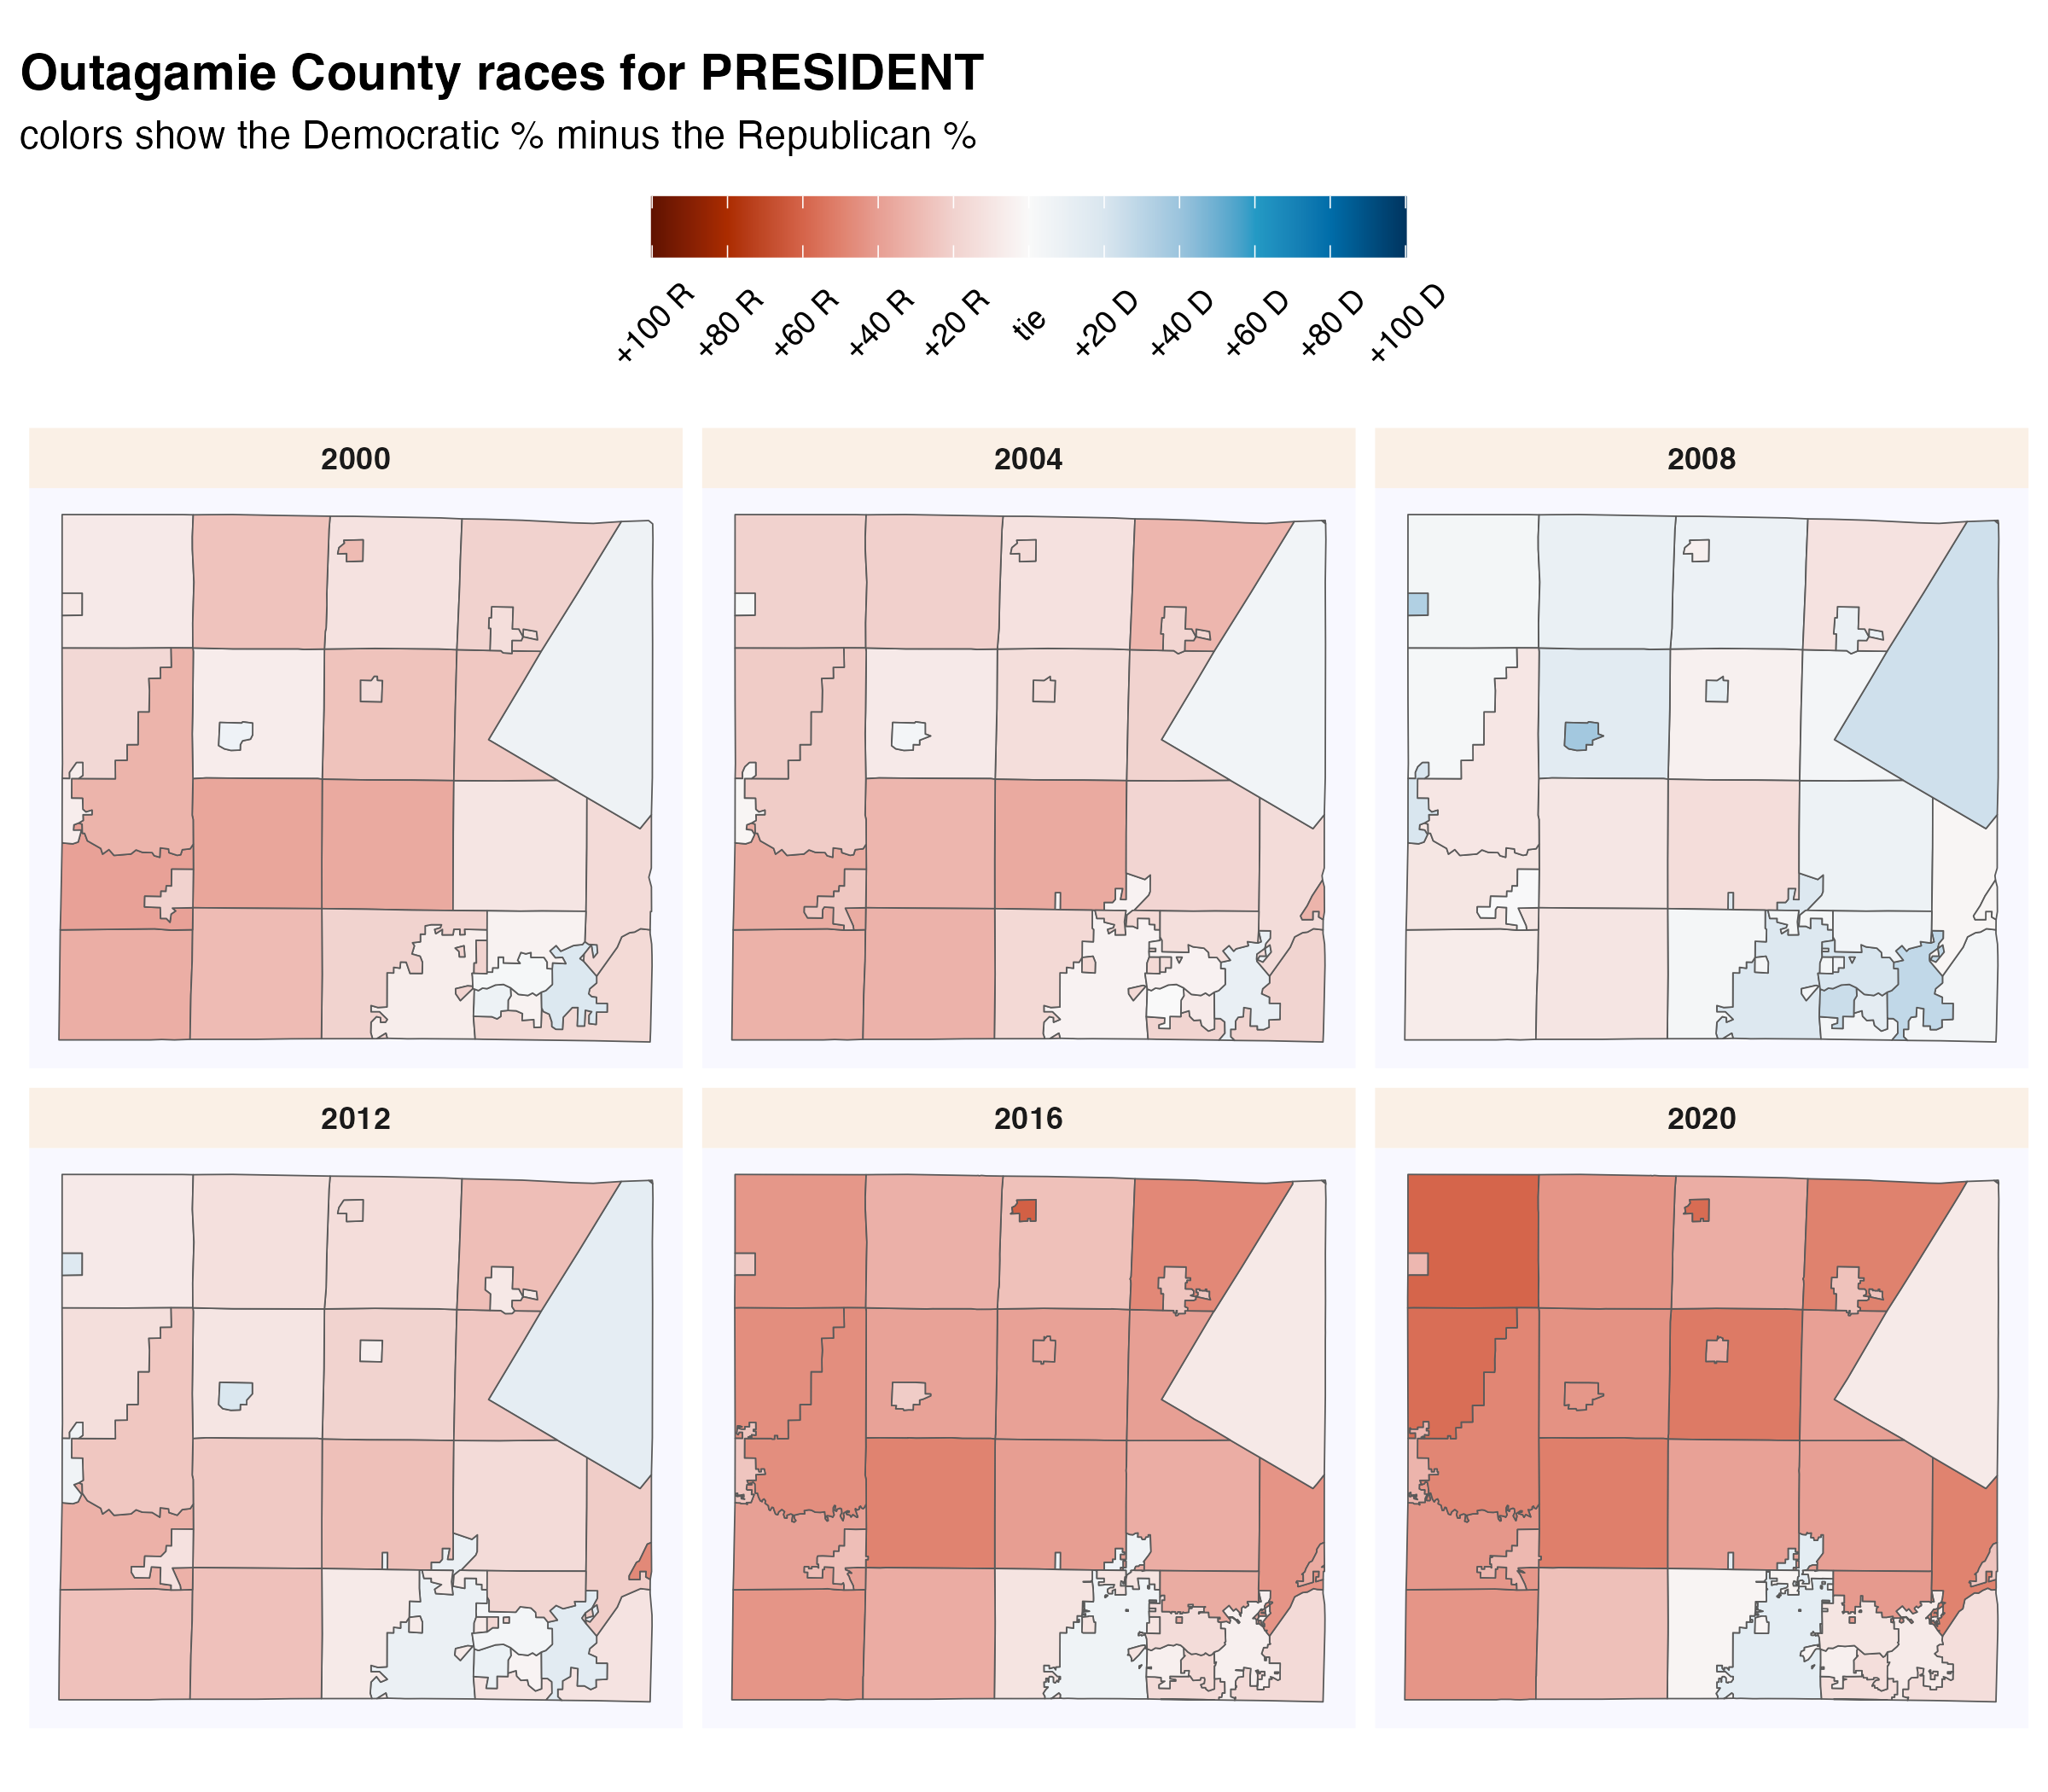 Outagamie County races for PRESIDENT
colors show the Democratic % minus the Republican %
+100 R +80 R +60 R +40 R +20 R tie +20 D +40 D +60 D +80 D +100 D
2000 2004 2008
2012 2016 2020